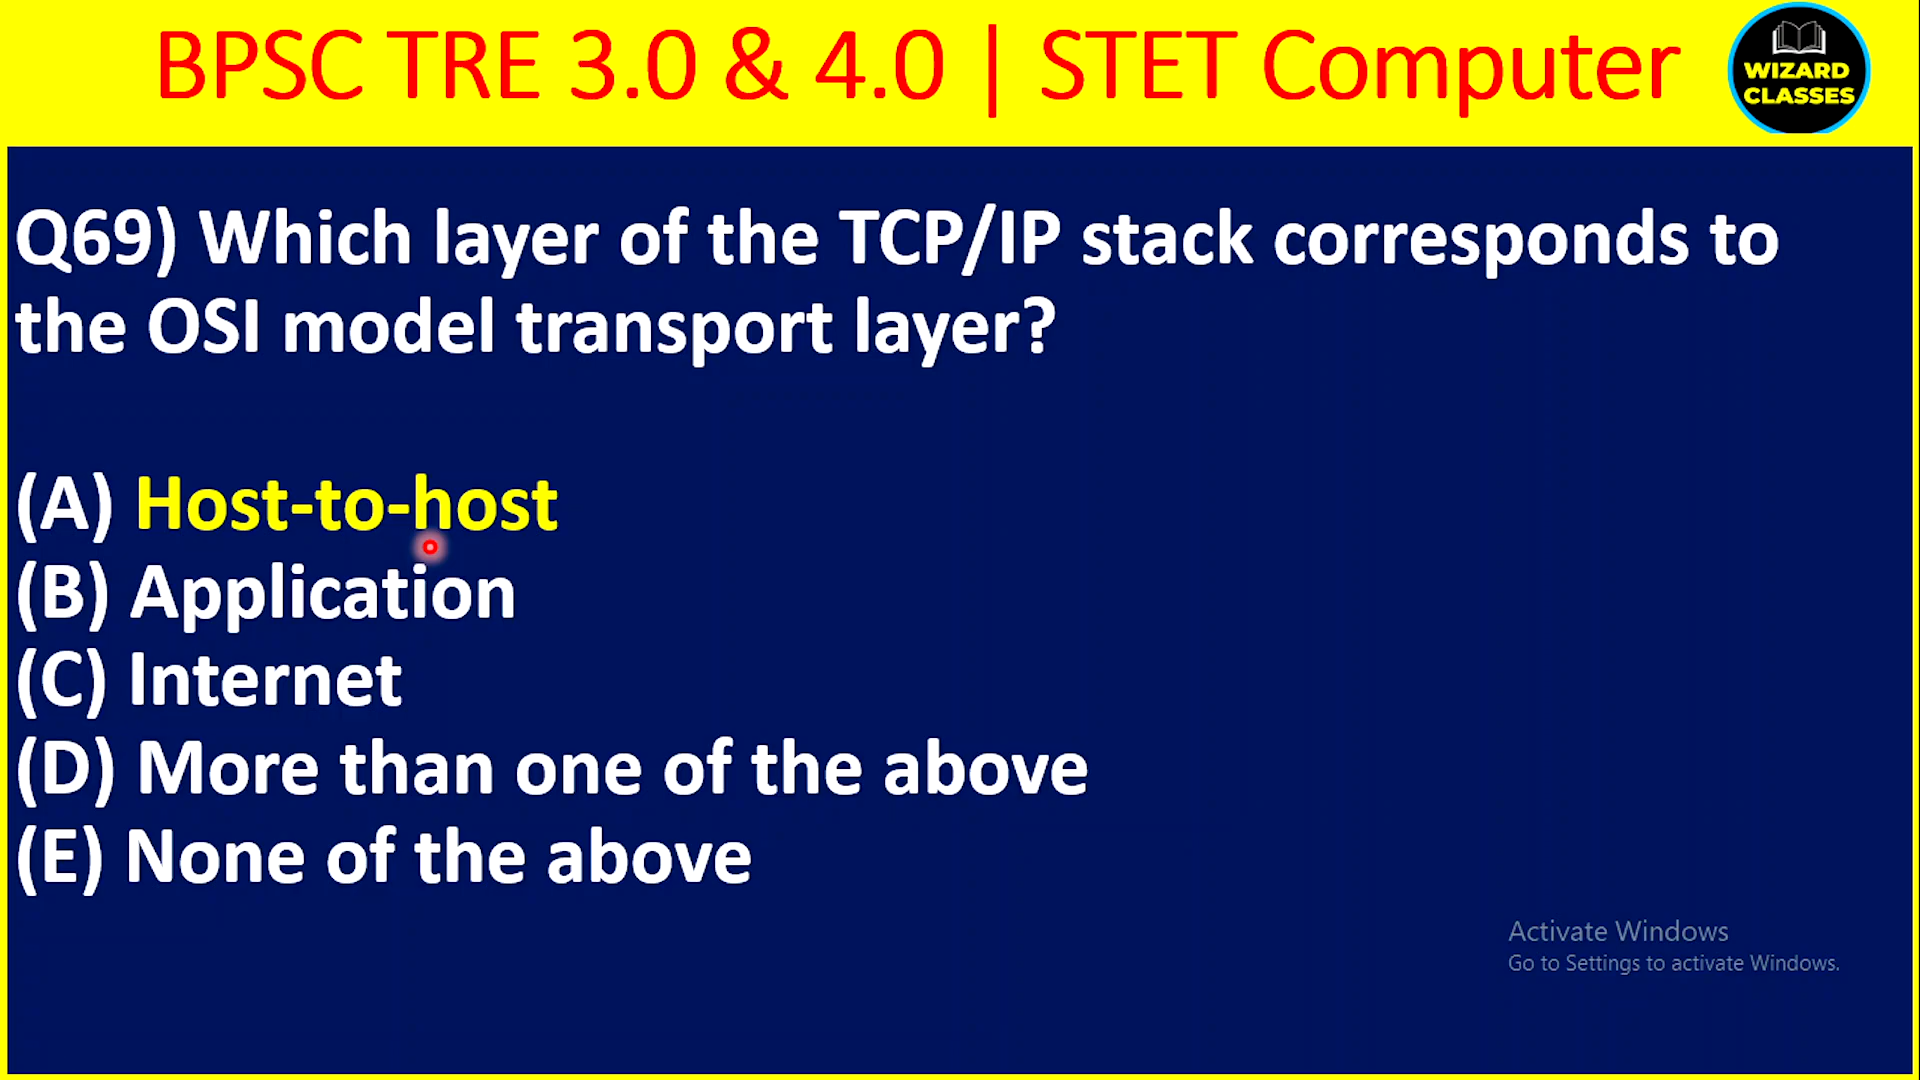 BPSC TRE 3.0 & 4.0 | STET Computer
WIZARD
CLASSES
Q69) Which layer of the TCP/IP stack corresponds to
the OSI model transport layer?
(A) Host-to-host
(B) Application
(C) Internet
(D) More than one of the above
(E) None of the above
Activate Windows
Go to Settings to activate Windows.